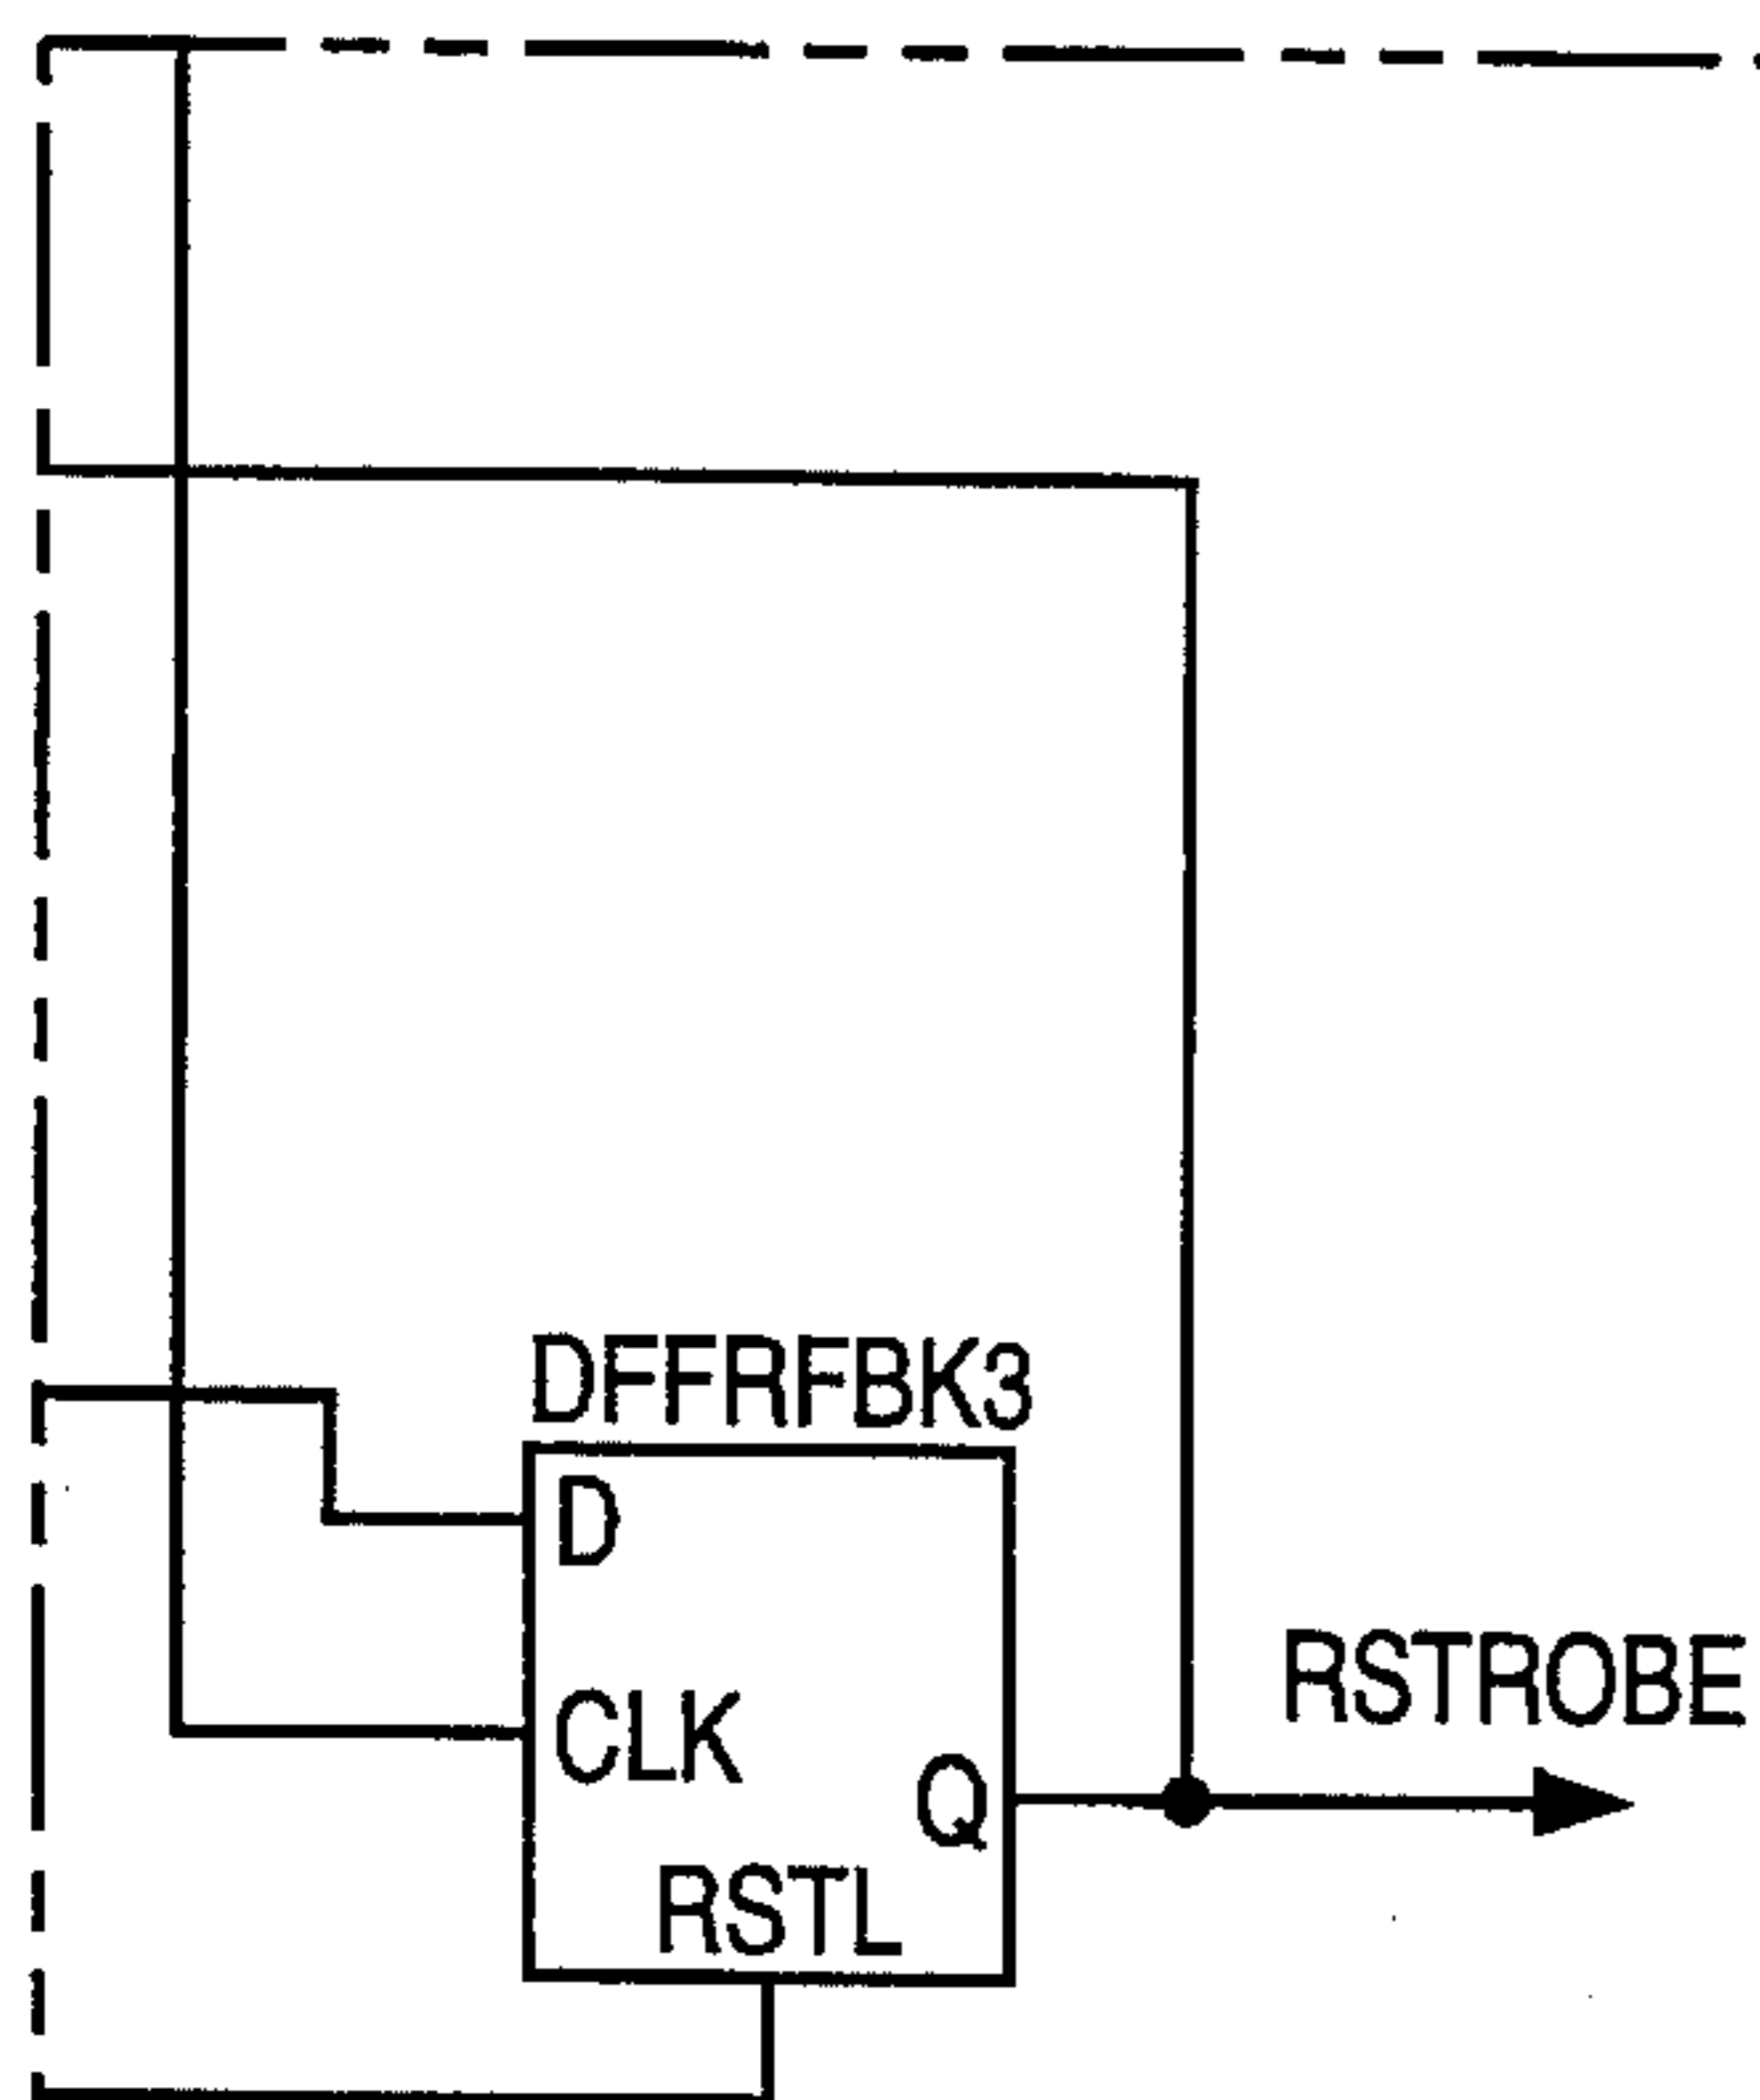 DFFRFBK3
D
RSTROBE
CLK
Q
RSTL